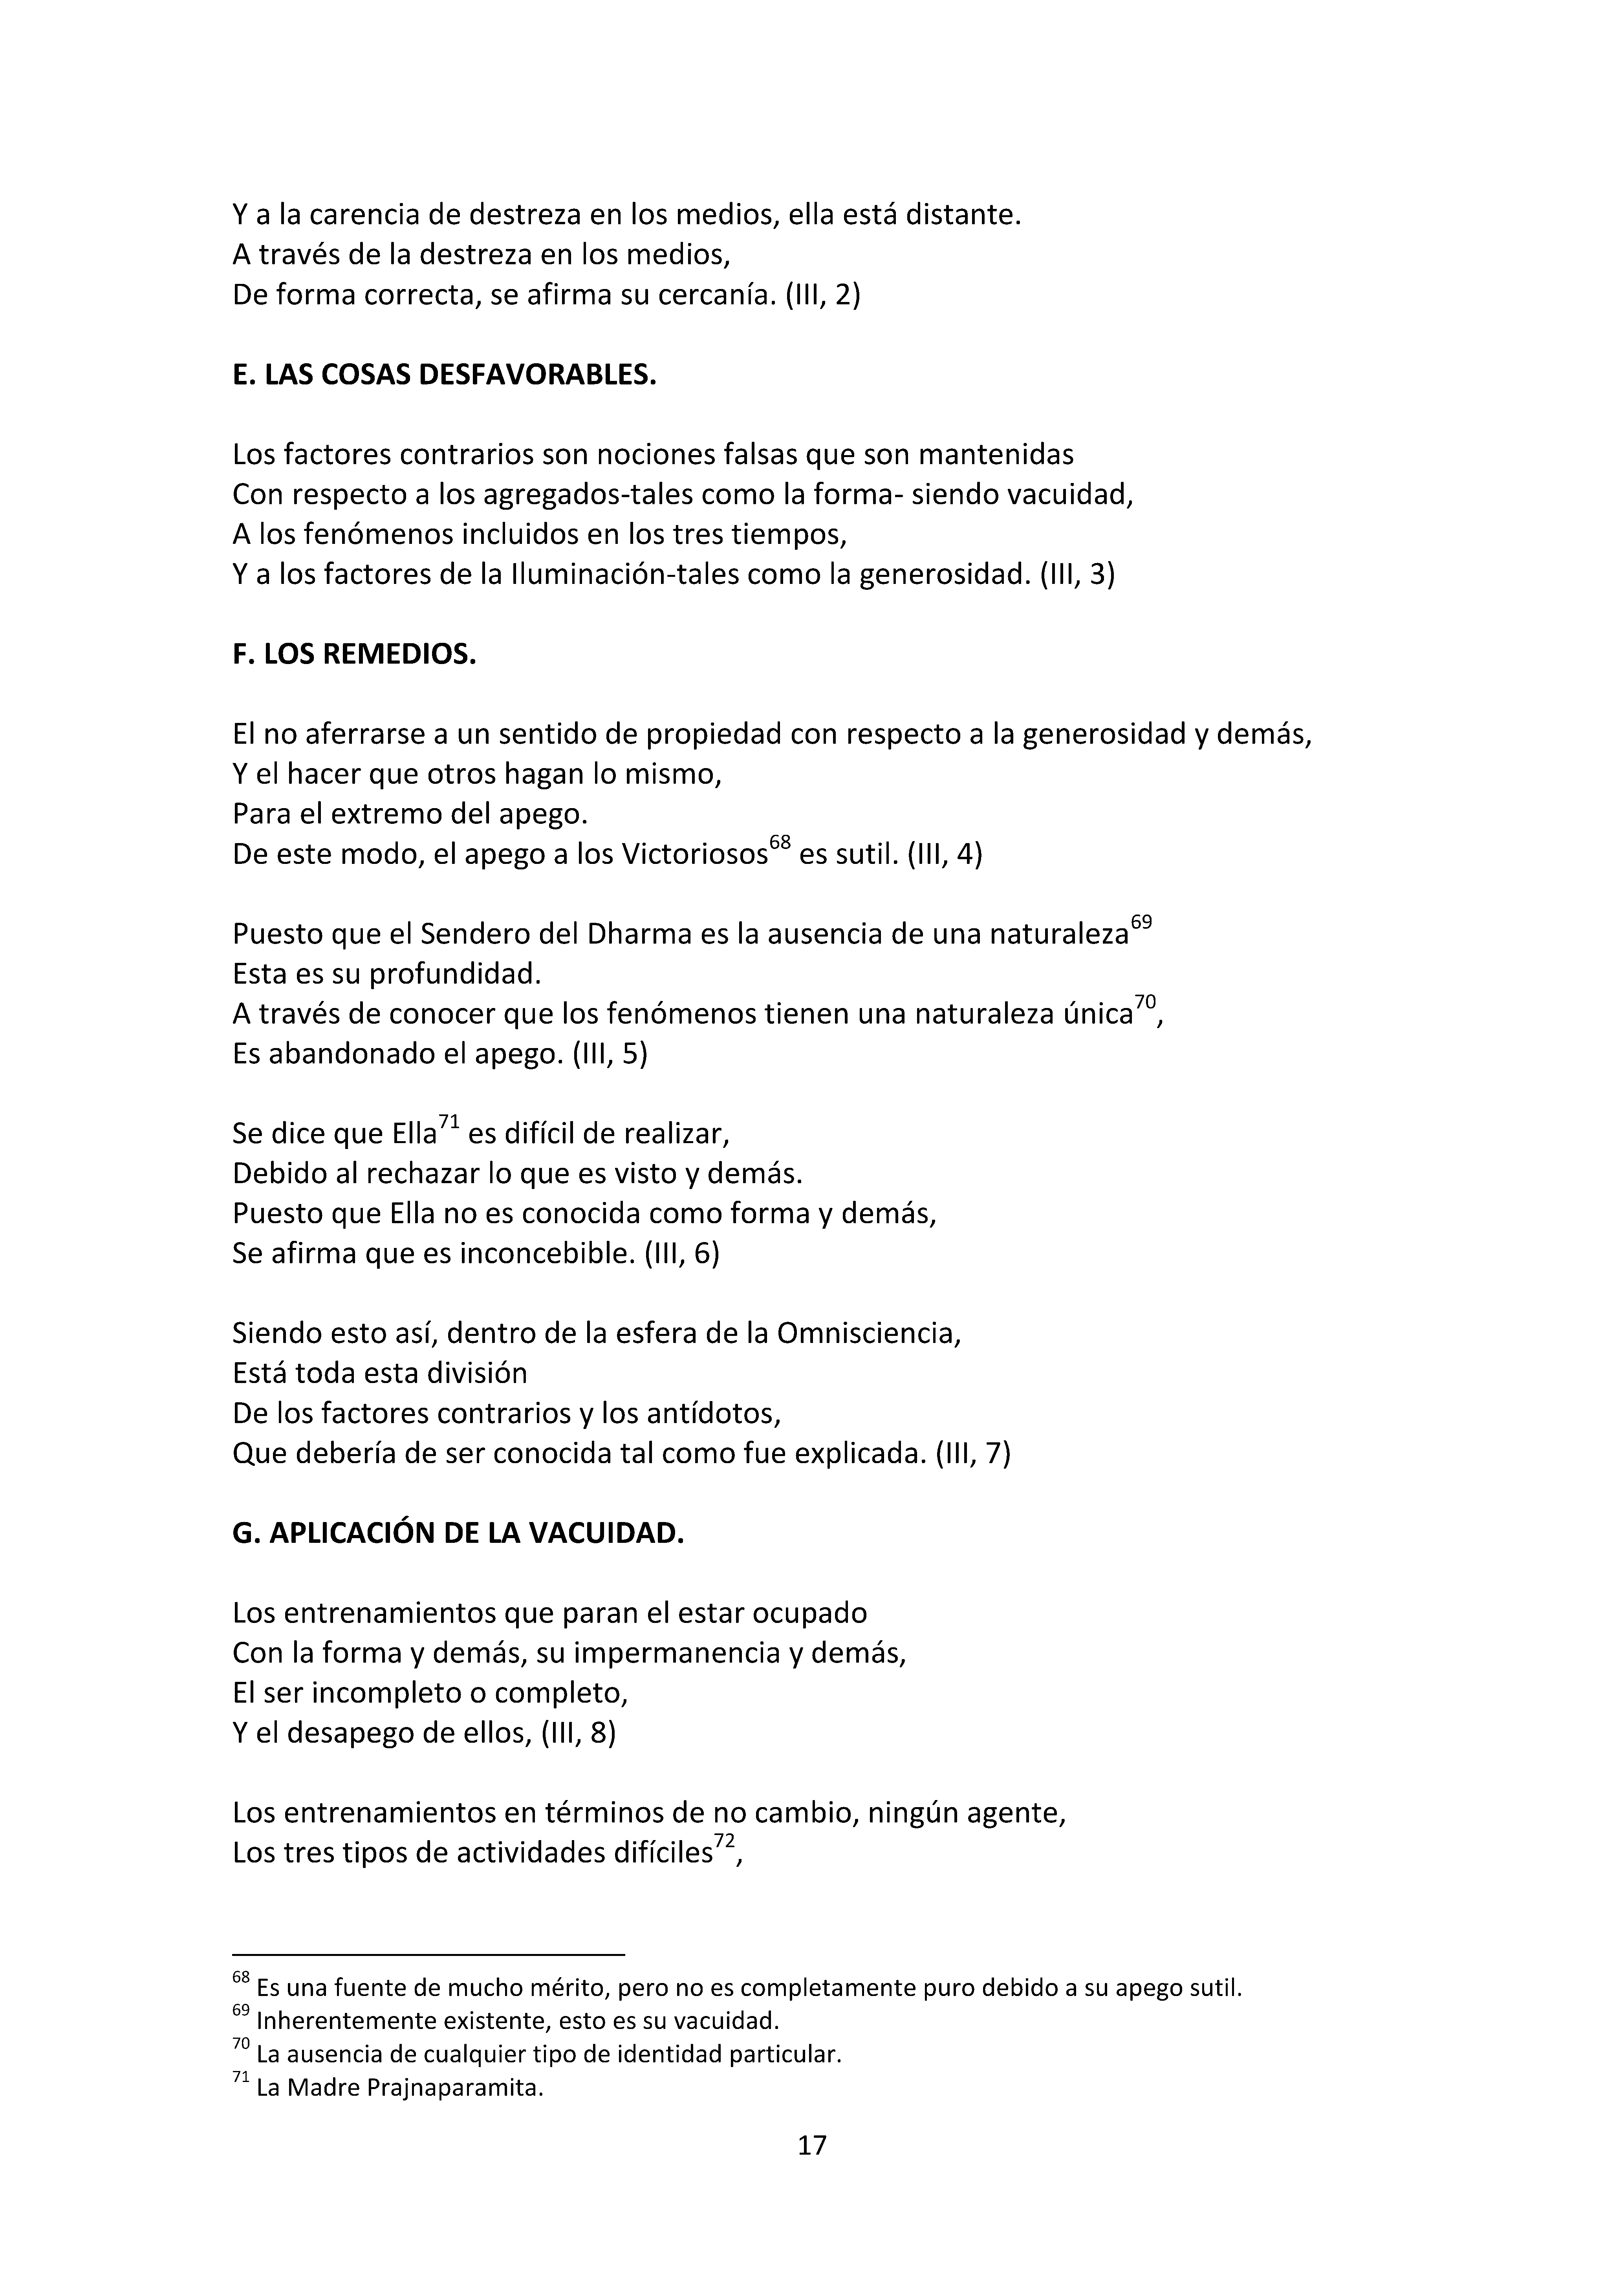 Y a la carencia de destreza en los medios, ella está distante.
A través de la destreza en los medios,
De forma correcta, se afirma su cercanía. (III, 2)
E. LAS COSAS DESFAVORABLES.
Los factores contrarios son nociones falsas que son mantenidas
Con respecto a los agregados-tales como la forma- siendo vacuidad,
A los fenómenos incluidos en los tres tiempos,
Y a los factores de la Iluminación-tales como la generosidad. (III, 3)
F. LOS REMEDIOS.
El no aferrarse a un sentido de propiedad con respecto a la generosidad y demás,
Y el hacer que otros hagan lo mismo,
Para el extremo del apego.
De este modo, el apego a los Victoriosos68 es sutil. (III, 4)
Puesto que el Sendero del Dharma es la ausencia de una naturaleza69
Esta es su profundidad.
A través de conocer que los fenómenos tienen una naturaleza única70,
Es abandonado el apego. (III, 5)
Se dice que Ella71 es difícil de realizar,
Debido al rechazar lo que es visto y demás.
Puesto que Ella no es conocida como forma y demás,
Se afirma que es inconcebible. (III, 6)
Siendo esto así, dentro de la esfera de la Omnisciencia,
Está toda esta división
De los factores contrarios y los antídotos,
Que debería de ser conocida tal como fue explicada. (III, 7)
G. APLICACIÓN DE LA VACUIDAD.
Los entrenamientos que paran el estar ocupado
Con la forma y demás, su impermanencia y demás,
El ser incompleto o completo,
Y el desapego de ellos, (III, 8)
Los entrenamientos en términos de no cambio, ningún agente,
Los tres tipos de actividades difíciles72,
68 Es una fuente de mucho mérito, pero no es completamente puro debido a su apego sutil.
69 Inherentemente existente, esto es su vacuidad.
70 La ausencia de cualquier tipo de identidad particular.
71 La Madre Prajnaparamita.
17